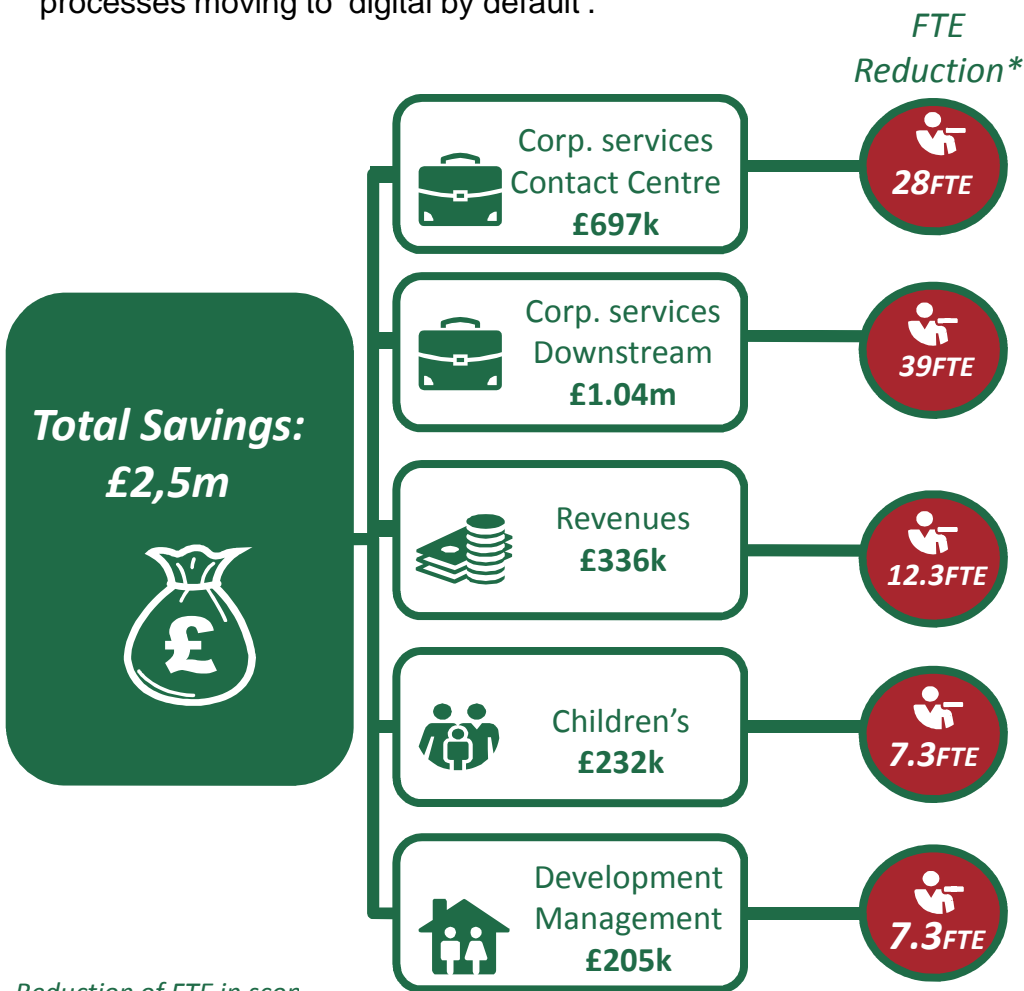 processes moving to 'digital by default'.
FTE
Reduction*
Corp. services
Contact Centre
£697k
28FTE
Corp. services
Downstream
£1.04m
39FTE
Total Savings:
£2,5m
£
Revenues
£336k
12.3FTE
Children's
£232k
7.3FTE
Development
Management
£205k
7.3FTE
Reduction of FTE in